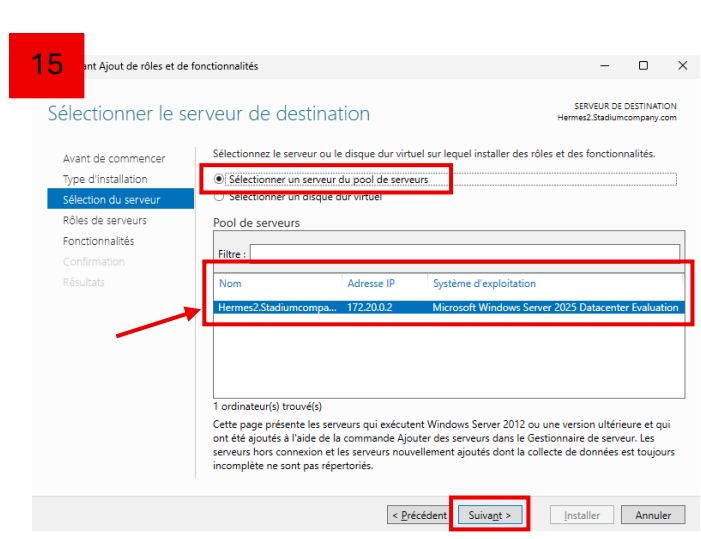 15
ant Ajout de rôles et de fonctionnalités
Sélectionner le serveur de destination
SERVEUR DE DESTINATION
Hermes2.Stadiumcompany.com
Avant de commencer
Type d'installation
Sélection du serveur
Rôles de serveurs
Fonctionnalités
Confirmation
Résultats
Sélectionnez le serveur ou le disque dur virtuel sur lequel installer des rôles et des fonctionnalités.
Sélectionner un serveur du pool de serveurs
Sélectionner un disque dur virtuel
Pool de serveurs
Filtre :
Nom Adresse IP Système d'exploitation
Hermes2.Stadiumcompa... 172.20.0.2 Microsoft Windows Server 2025 Datacenter Evaluation
1 ordinateur(s) trouvé(s)
Cette page présente les serveurs qui exécutent Windows Server 2012 ou une version ultérieure et qui
ont été ajoutés à l'aide de la commande Ajouter des serveurs dans le Gestionnaire de serveur. Les
serveurs hors connexion et les serveurs nouvellement ajoutés dont la collecte de données est toujours
incomplète ne sont pas répertoriés.
< Précédent Suivant > Installer Annuler